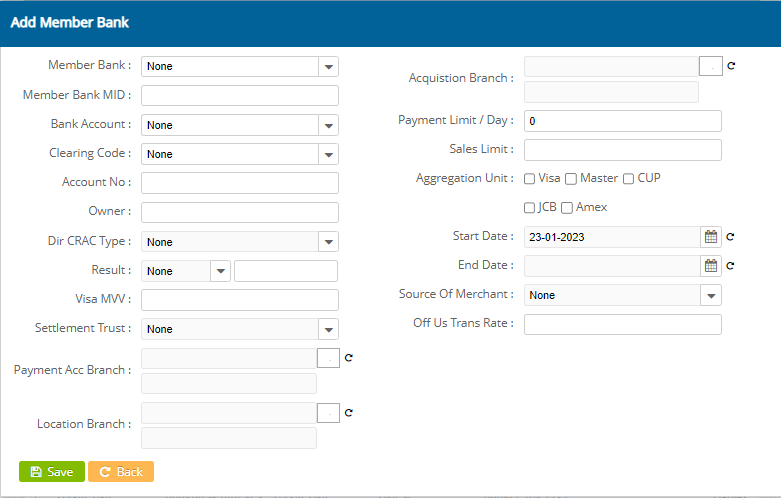 Add Member Bank
Member Bank : None
Member Bank MID :
Bank Account : None
Clearing Code : None
Account No :
Owner :
Dir CRAC Type : None
Result : None
Visa MVV :
Settlement Trust : None
Payment Acc Branch :
Location Branch :
Acquistion Branch :
Payment Limit / Day : 0
Sales Limit :
Aggregation Unit : Visa Master CUP
JCB Amex
Start Date : 23-01-2023
End Date :
Source Of Merchant : None
Off Us Trans Rate :
Save Back